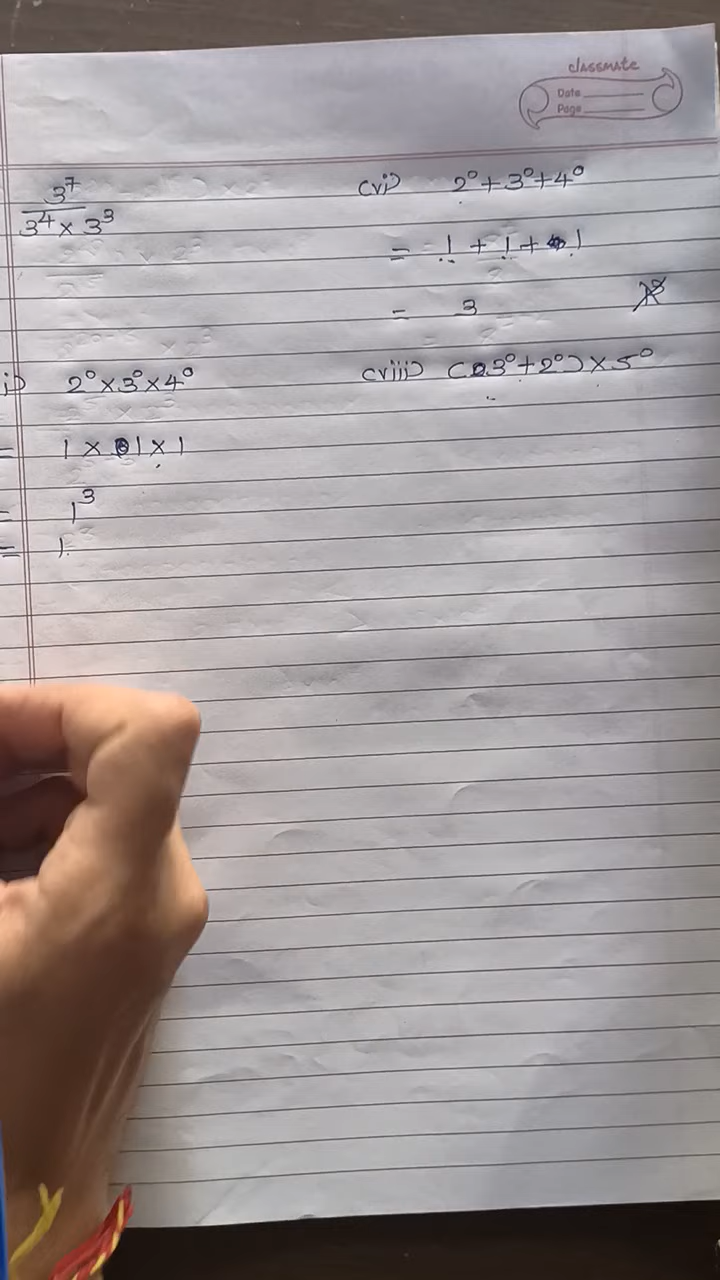 classmate
Date
Page
3⁷
3⁴ × 3³
(vi) 2⁰ + 3⁰ + 4⁰
= 1 + 1 + 1
= 3
i) 2⁰ × 3⁰ × 4⁰
= 1 × 1 × 1
= 1³
= 1
(viii) (3⁰ + 2⁰) × 5⁰